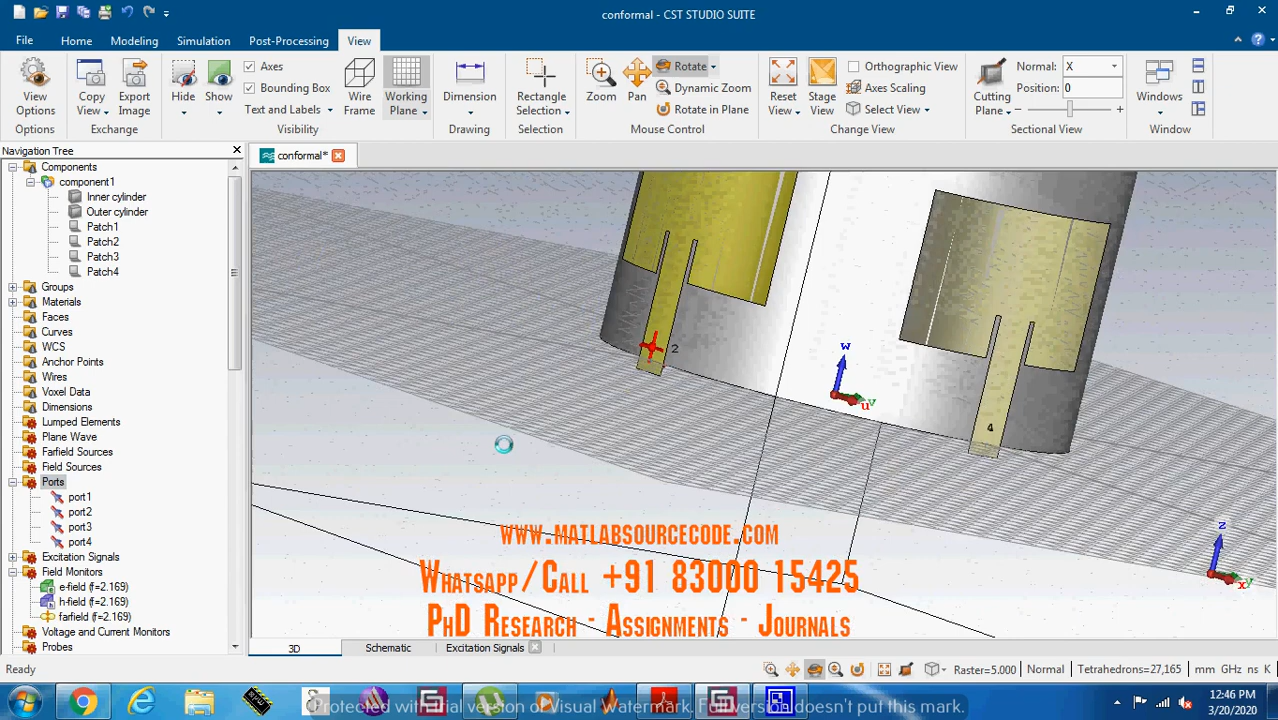 conformal - CST STUDIO SUITE
File Home Modeling Simulation Post-Processing View
View Options
Copy View
Export Image
Hide
Show
Axes
Bounding Box
Text and Labels
Wire Frame
Working Plane
Dimension
Rectangle Selection
Zoom
Pan
Rotate
Dynamic Zoom
Rotate in Plane
Reset View
Stage View
Orthographic View
Axes Scaling
Select View
Cutting Plane
Normal: X
Position: 0
Windows
Options Exchange Visibility Drawing Selection Mouse Control Change View Sectional View Window
Navigation Tree
conformal*
Components
component1
Inner cylinder
Outer cylinder
Patch1
Patch2
Patch3
Patch4
Groups
Materials
Faces
Curves
WCS
Anchor Points
Wires
Voxel Data
Dimensions
Lumped Elements
Plane Wave
Farfield Sources
Field Sources
Ports
port1
port2
port3
port4
Excitation Signals
Field Monitors
e-field (f=2.169)
h-field (f=2.169)
farfield (f=2.169)
Voltage and Current Monitors
Probes
2
w
u v
4
z
x y
www.matlabsourcecode.com
Whatsapp/Call +91 83000 15425
PhD Research - Assignments - Journals
3D Schematic Excitation Signals
Ready
Raster=5.000 Normal Tetrahedrons=27,165 mm GHz ns K
Protected with trial version of Visual Watermark. Full version doesn't put this mark.
12:46 PM
3/20/2020